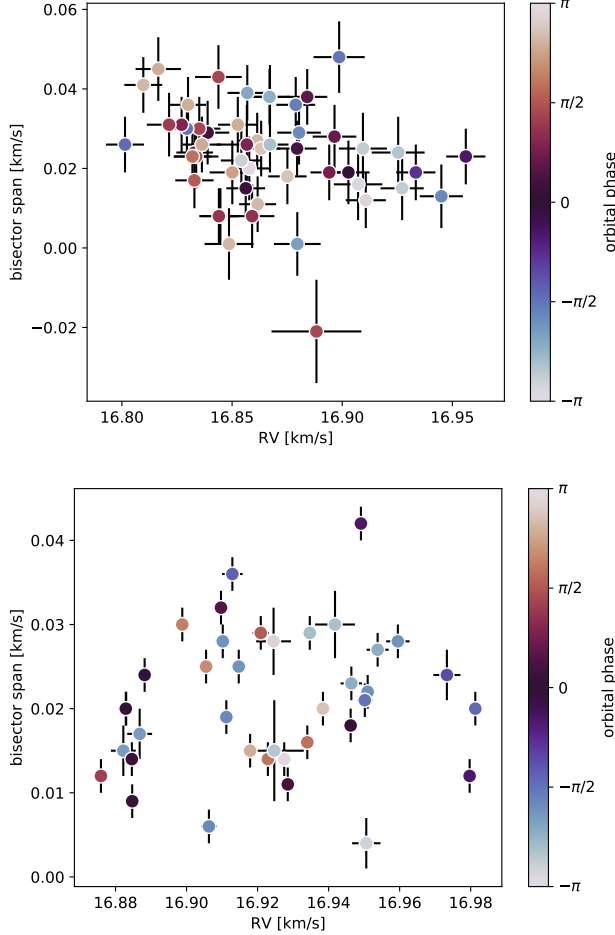 0.06
0.04
0.02
0.00
−0.02
bisector span [km/s]
16.80 16.85 16.90 16.95
RV [km/s]
π
π/2
0
−π/2
−π
orbital phase
0.04
0.03
0.02
0.01
0.00
bisector span [km/s]
16.88 16.90 16.92 16.94 16.96 16.98
RV [km/s]
π
π/2
0
−π/2
−π
orbital phase